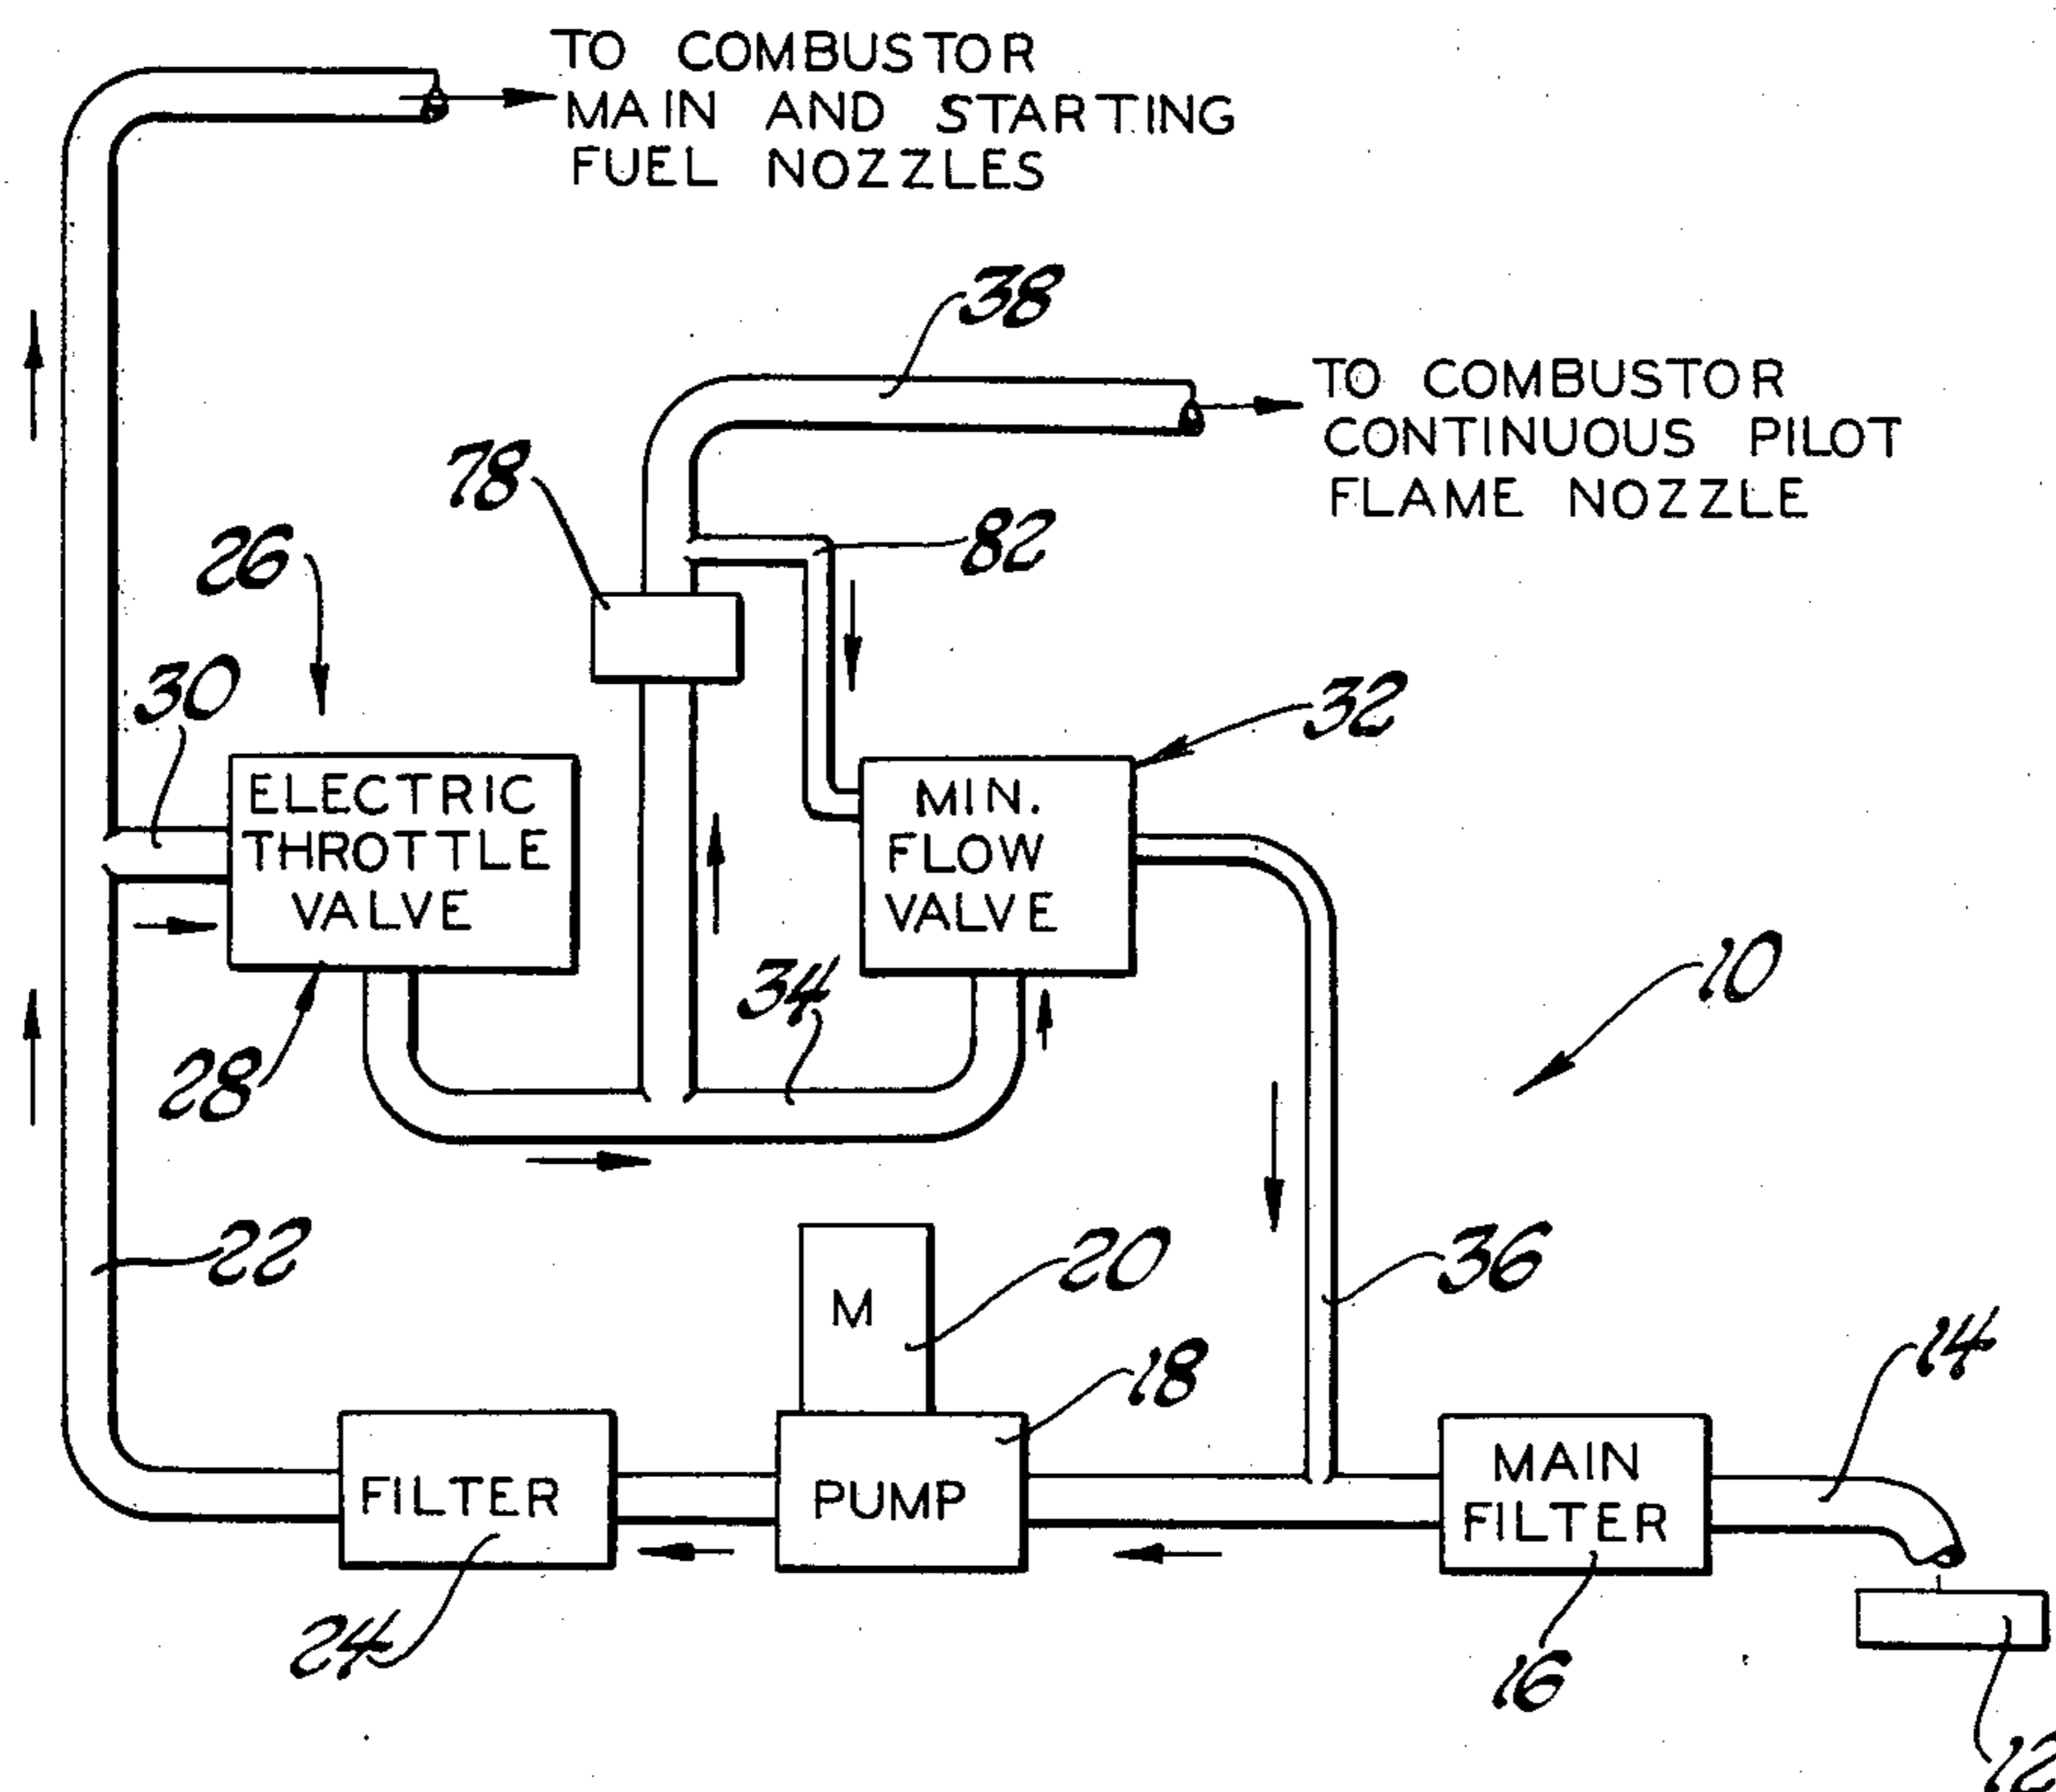 TO COMBUSTOR
MAIN AND STARTING
FUEL NOZZLES
38
TO COMBUSTOR
CONTINUOUS PILOT
FLAME NOZZLE
78
82
26
30
32
ELECTRIC
THROTTLE
VALVE
MIN.
FLOW
VALVE
10
34
28
22
20
36
M
18
14
FILTER
PUMP
MAIN
FILTER
24
16
12